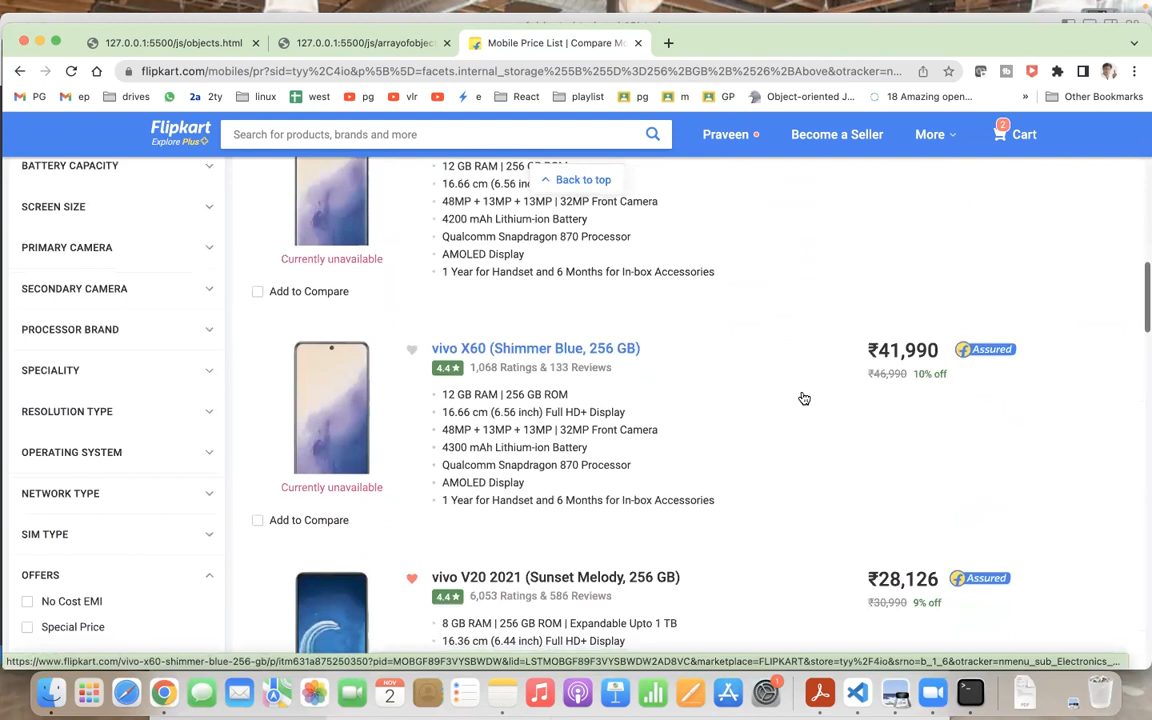 127.0.0.1:5500/js/objects.html
127.0.0.1:5500/js/arrayofobjec
Mobile Price List | Compare Mo
flipkart.com/mobiles/pr?sid=tyy%2C4io&p%5B%5D=facets.internal_storage%255B%255D%3D256%2BGB%2B%2526%2BAbove&otracker=n...
PG
ep
drives
2a 2ty
linux
west
pg
vlr
e
React
playlist
pg
m
GP
Object-oriented J...
18 Amazing open...
»
Other Bookmarks
Flipkart
Explore Plus
Search for products, brands and more
Praveen
Become a Seller
More
2
Cart
BATTERY CAPACITY
SCREEN SIZE
PRIMARY CAMERA
SECONDARY CAMERA
PROCESSOR BRAND
SPECIALITY
RESOLUTION TYPE
OPERATING SYSTEM
NETWORK TYPE
SIM TYPE
OFFERS
No Cost EMI
Special Price
Back to top
12 GB RAM | 256 GB ROM
16.66 cm (6.56 inc
48MP + 13MP + 13MP | 32MP Front Camera
4200 mAh Lithium-ion Battery
Qualcomm Snapdragon 870 Processor
AMOLED Display
1 Year for Handset and 6 Months for In-box Accessories
Currently unavailable
Add to Compare
vivo X60 (Shimmer Blue, 256 GB)
4.4★ 1,068 Ratings & 133 Reviews
12 GB RAM | 256 GB ROM
16.66 cm (6.56 inch) Full HD+ Display
48MP + 13MP + 13MP | 32MP Front Camera
4300 mAh Lithium-ion Battery
Qualcomm Snapdragon 870 Processor
AMOLED Display
1 Year for Handset and 6 Months for In-box Accessories
₹41,990 Assured
₹46,990 10% off
Currently unavailable
Add to Compare
vivo V20 2021 (Sunset Melody, 256 GB)
4.4★ 6,053 Ratings & 586 Reviews
8 GB RAM | 256 GB ROM | Expandable Upto 1 TB
16.36 cm (6.44 inch) Full HD+ Display
₹28,126 Assured
₹30,990 9% off
https://www.flipkart.com/vivo-x60-shimmer-blue-256-gb/p/itm631a875250350?pid=MOBGF89F3VYSBWDW&lid=LSTMOBGF89F3VYSBWDW2AD8VC&marketplace=FLIPKART&store=tyy%2F4io&srno=b_1_6&otracker=nmenu_sub_Electronics_...
NOV
2
1